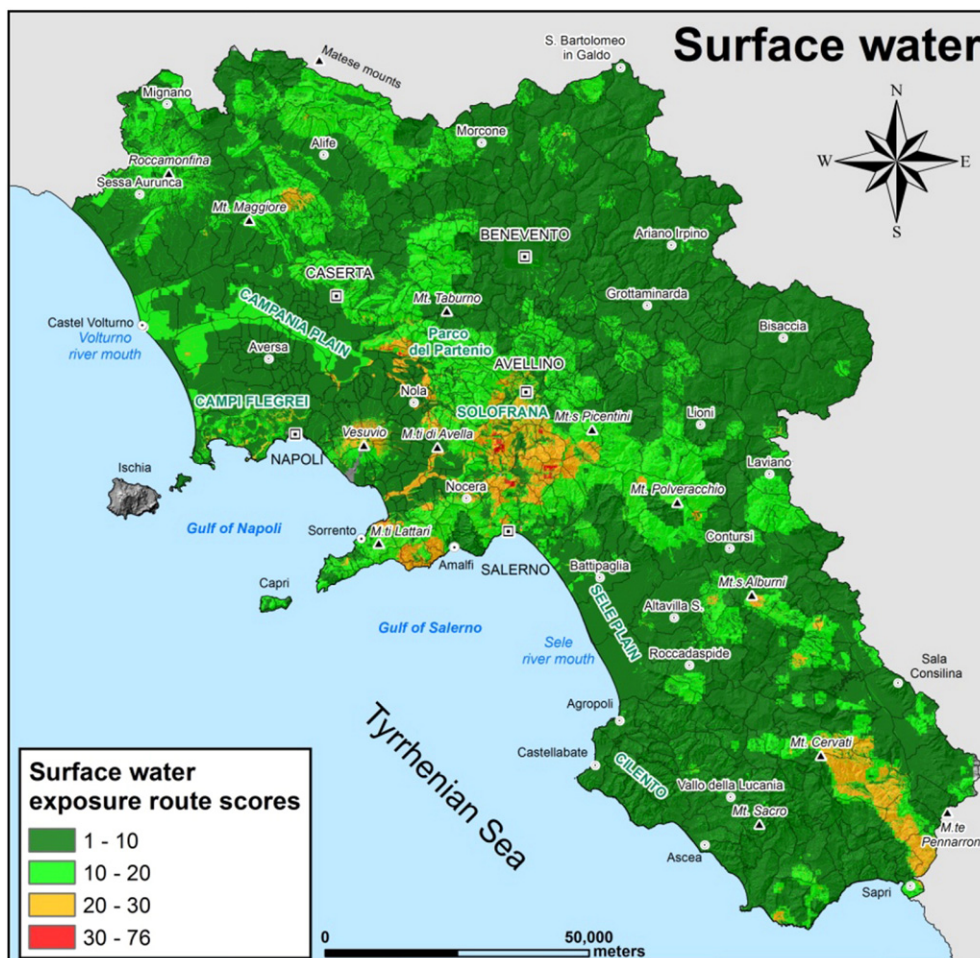 Surface water
S. Bartolomeo
in Galdo
Matese mounts
N
W
E
S
Mignano
Morcone
Alife
Roccamonfina
Sessa Aurunca
Mt. Maggiore
BENEVENTO
Ariano Irpino
CASERTA
Mt. Taburno
Grottaminarda
CAMPANIA PLAIN
Castel Volturno
Volturno
river mouth
Parco
del Partenio
Bisaccia
Aversa
AVELLINO
Nola
CAMPI FLEGREI
SOLOFRANA
Mt.s Picentini
Lioni
Vesuvio
M.ti di Avella
NAPOLI
Ischia
Laviano
Nocera
Mt. Polveracchio
Gulf of Napoli
Sorrento
M.ti Lattari
Contursi
Amalfi
SALERNO
Battipaglia
Mt.s Alburni
Capri
SELE PLAIN
Altavilla S.
Gulf of Salerno
Sele
river mouth
Roccadaspide
Sala
Consilina
Agropoli
Tyrrhenian Sea
Castellabate
Mt. Cervati
CILENTO
Vallo della Lucania
Mt. Sacro
M.te
Pennarron
Ascea
Sapri
Surface water
exposure route scores
1 - 10
10 - 20
20 - 30
30 - 76
0
50,000
meters